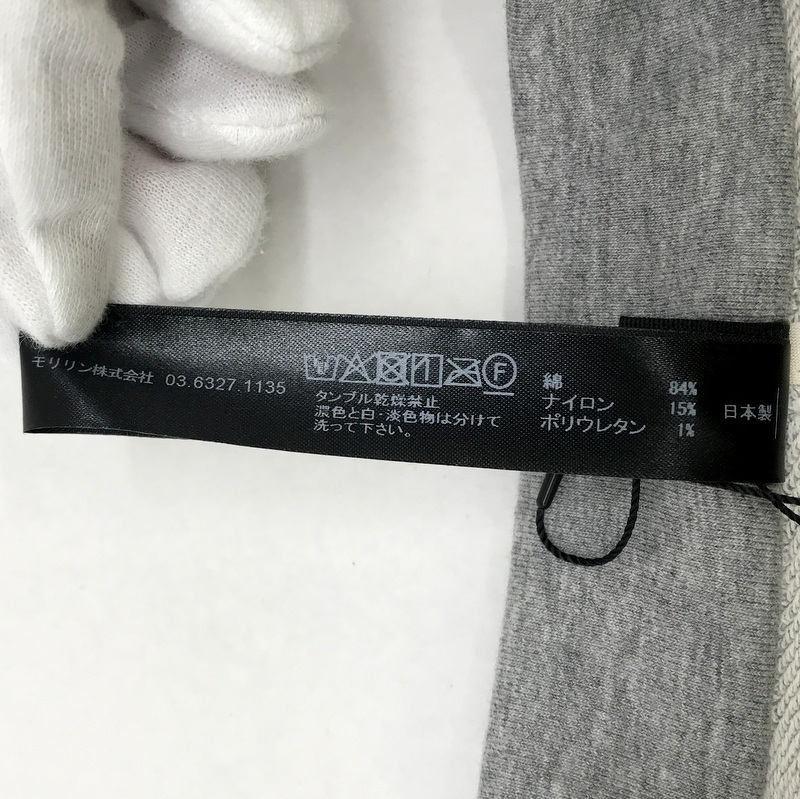 モリリン株式会社 03.6327.1135
F
タンブル乾燥禁止
濃色と白・淡色物は分けて
洗って下さい。
綿 84%
ナイロン 15%
ポリウレタン 1%
日本製